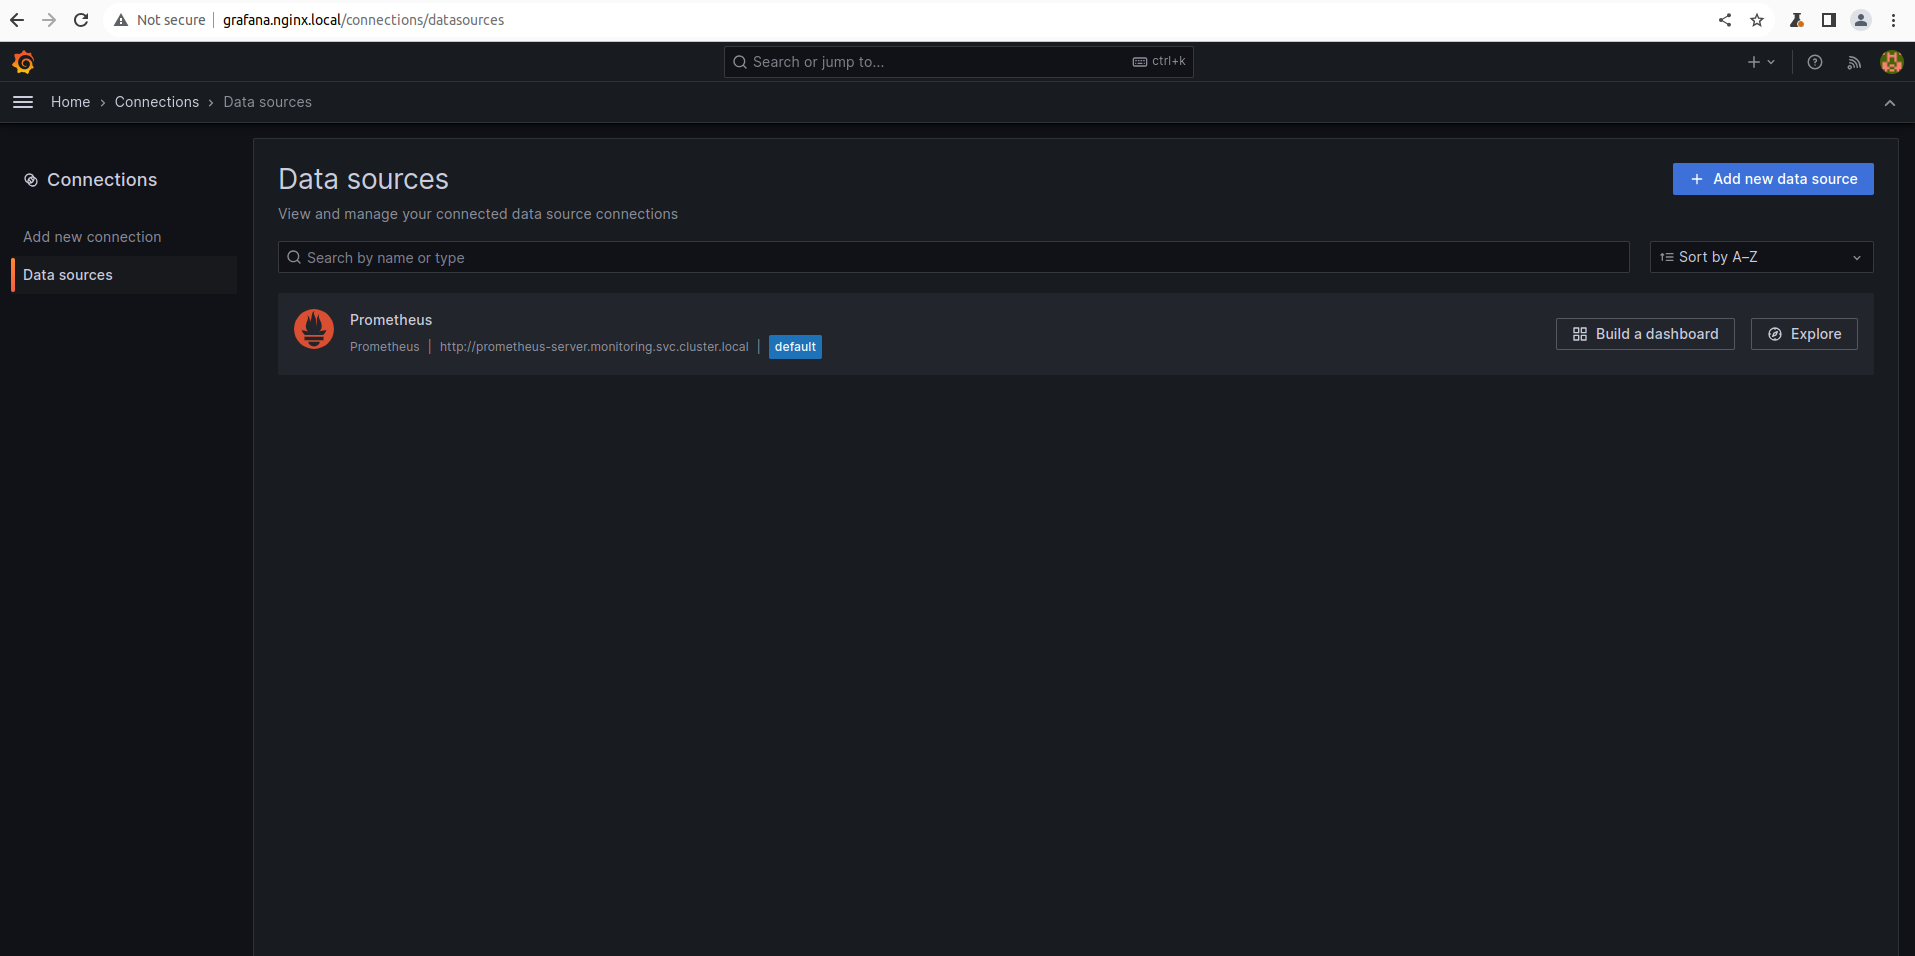 Not secure | grafana.nginx.local/connections/datasources
Search or jump to... ctrl+k
Home › Connections › Data sources
Connections
Add new connection
Data sources
Data sources
Add new data source
View and manage your connected data source connections
Search by name or type
Sort by A–Z
Prometheus
Prometheus | http://prometheus-server.monitoring.svc.cluster.local | default
Build a dashboard
Explore